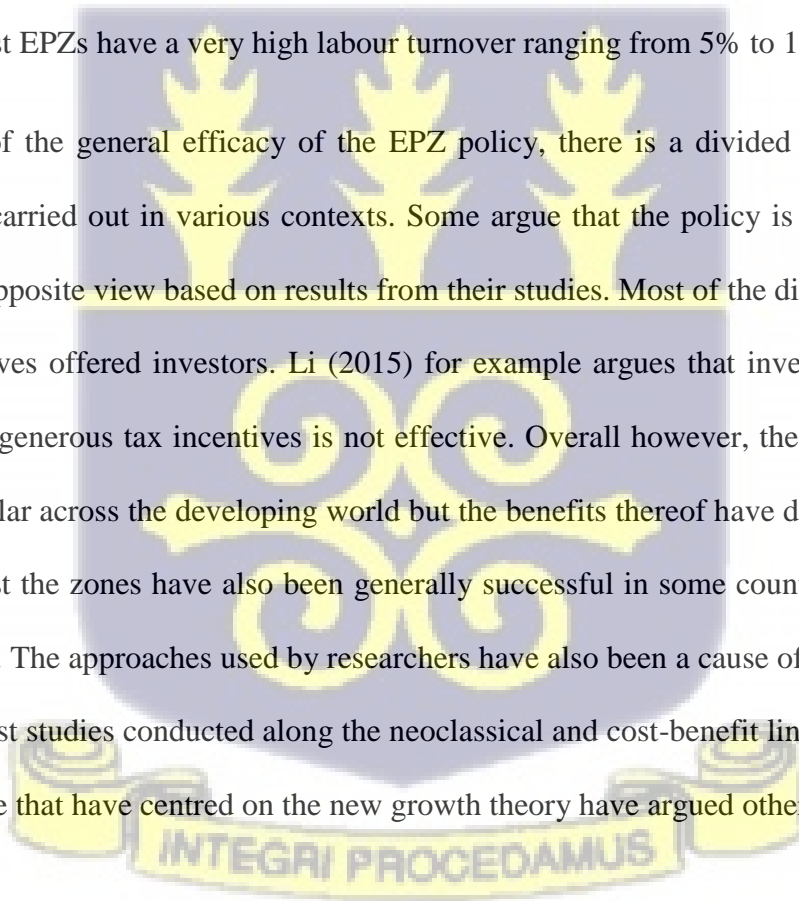 st EPZs have a very high labour turnover ranging from 5% to 1
of the general efficacy of the EPZ policy, there is a divided
carried out in various contexts. Some argue that the policy is
pposite view based on results from their studies. Most of the di
ves offered investors. Li (2015) for example argues that inve
generous tax incentives is not effective. Overall however, the
lar across the developing world but the benefits thereof have d
st the zones have also been generally successful in some coun
. The approaches used by researchers have also been a cause of
st studies conducted along the neoclassical and cost-benefit lin
e that have centred on the new growth theory have argued other
INTEGRI PROCEDAMUS